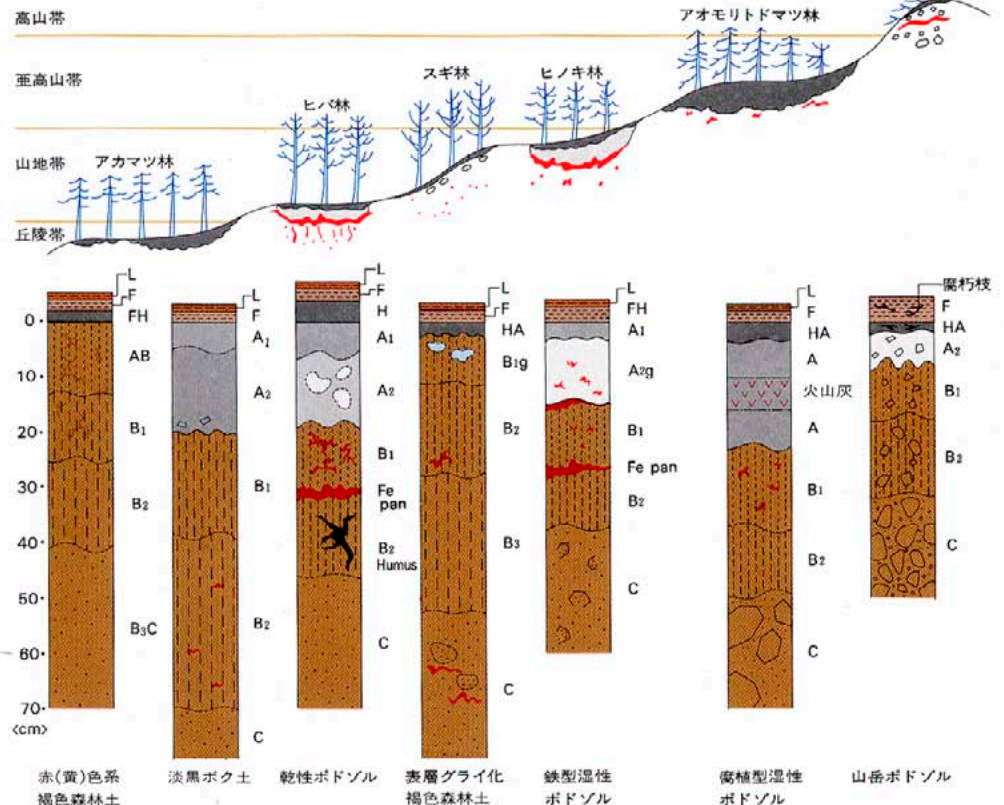 高山帯
アオモリトドマツ林
亜高山帯
スギ林
ヒノキ林
ヒバ林
山地帯
アカマツ林
丘陵帯
0
10
20
30
40
50
60
70
<cm>
L
F
FH
AB
B1
B2
B3C
赤(黄)色系
褐色森林土
L
F
A1
A2
B1
B2
C
淡黒ボク土
L
F
H
A1
A2
B1
Fe
pan
B2
Humus
C
乾性ポドゾル
L
F
HA
B1g
B2
B3
C
表層グライ化
褐色森林土
L
F
A1
A2g
B1
Fe pan
B2
C
鉄型湿性
ポドゾル
L
F
HA
A
火山灰
A
B1
B2
C
腐植型湿性
ポドゾル
腐朽枝
F
HA
A2
B1
B2
C
山岳ポドゾル